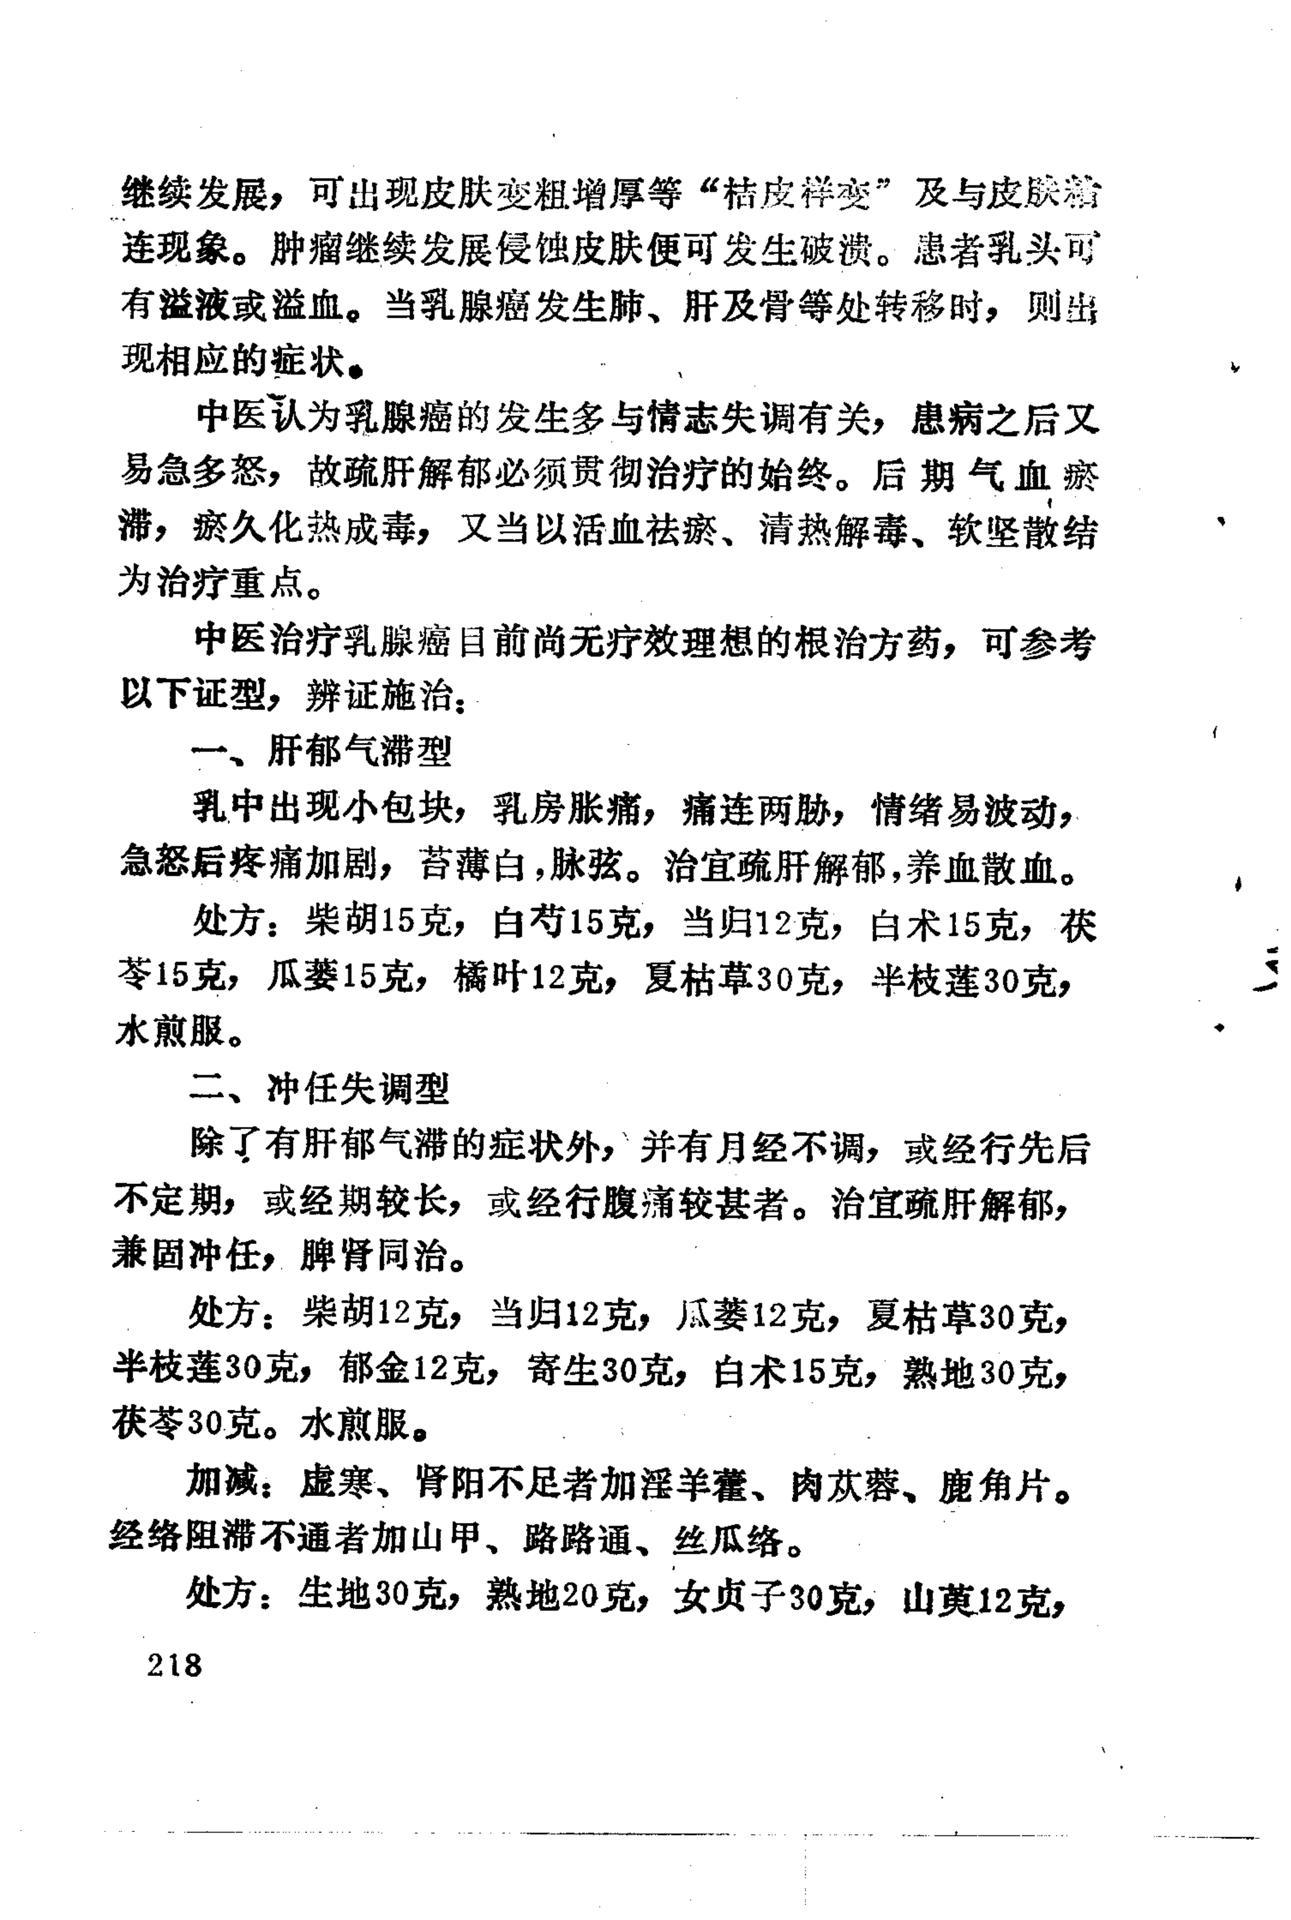 继续发展，可出现皮肤变粗增厚等“桔皮样变”及与皮肤粘
连现象。肿瘤继续发展侵蚀皮肤便可发生破溃。患者乳头可
有溢液或溢血。当乳腺癌发生肺、肝及骨等处转移时，则出
现相应的症状。
中医认为乳腺癌的发生多与情志失调有关，患病之后又
易急多怒，故疏肝解郁必须贯彻治疗的始终。后期气血瘀
滞，瘀久化热成毒，又当以活血祛瘀、清热解毒、软坚散结
为治疗重点。
中医治疗乳腺癌目前尚无疗效理想的根治方药，可参考
以下证型，辨证施治：
一、肝郁气滞型
乳中出现小包块，乳房胀痛，痛连两胁，情绪易波动，
急怒后疼痛加剧，苔薄白，脉弦。治宜疏肝解郁，养血散血。
处方：柴胡15克，白芍15克，当归12克，白术15克，茯
苓15克，瓜蒌15克，橘叶12克，夏枯草30克，半枝莲30克，
水煎服。
二、冲任失调型
除了有肝郁气滞的症状外，并有月经不调，或经行先后
不定期，或经期较长，或经行腹痛较甚者。治宜疏肝解郁，
兼固冲任，脾肾同治。
处方：柴胡12克，当归12克，瓜蒌12克，夏枯草30克，
半枝莲30克，郁金12克，寄生30克，白术15克，熟地30克，
茯苓30克。水煎服。
加减：虚寒、肾阳不足者加淫羊藿、肉苁蓉、鹿角片。
经络阻滞不通者加山甲、路路通、丝瓜络。
处方：生地30克，熟地20克，女贞子30克，山萸12克，
218